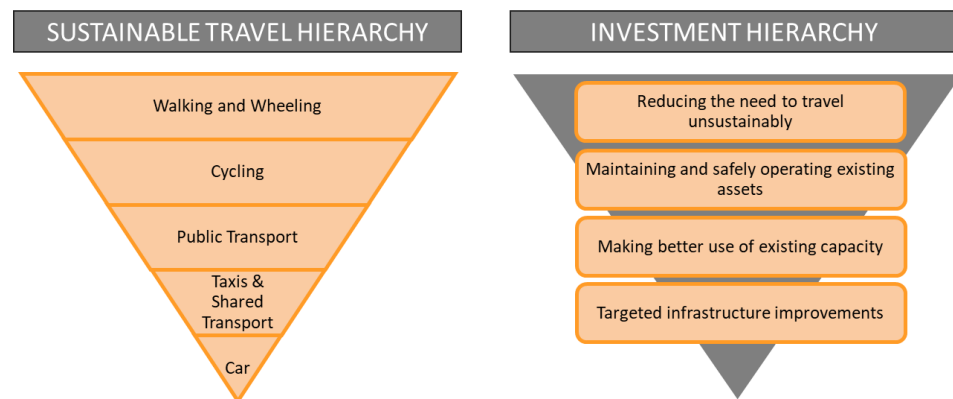 SUSTAINABLE TRAVEL HIERARCHY
Walking and Wheeling
Cycling
Public Transport
Taxis &
Shared
Transport
Car
INVESTMENT HIERARCHY
Reducing the need to travel
unsustainably
Maintaining and safely operating existing
assets
Making better use of existing capacity
Targeted infrastructure improvements